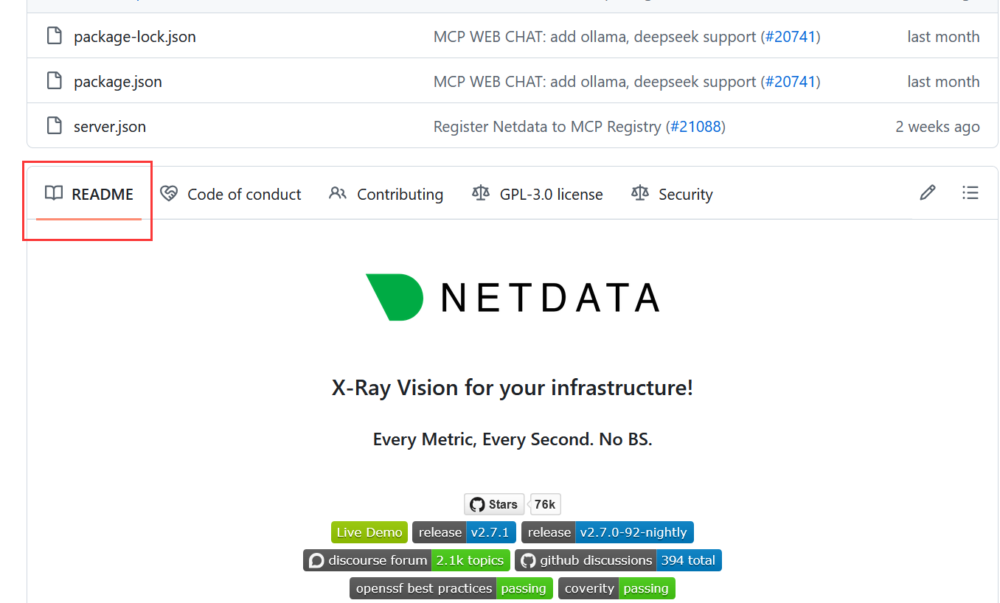 package-lock.json MCP WEB CHAT: add ollama, deepseek support (#20741) last month
package.json MCP WEB CHAT: add ollama, deepseek support (#20741) last month
server.json Register Netdata to MCP Registry (#21088) 2 weeks ago
README Code of conduct Contributing GPL-3.0 license Security
NETDATA
X-Ray Vision for your infrastructure!
Every Metric, Every Second. No BS.
Stars 76k
Live Demo release v2.7.1 release v2.7.0-92-nightly
discourse forum 2.1k topics github discussions 394 total
openssf best practices passing coverity passing